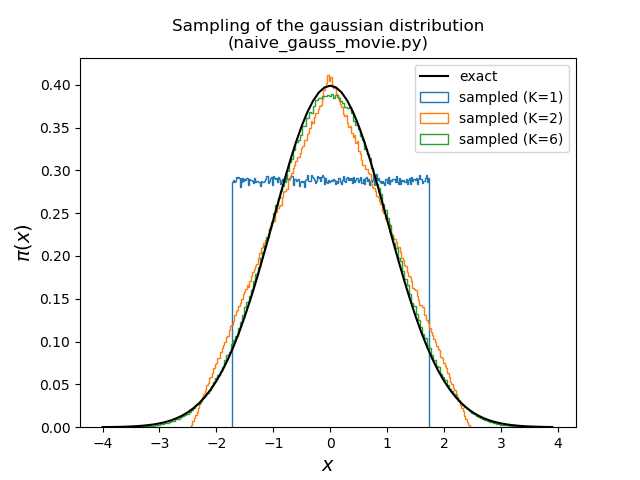 Sampling of the gaussian distribution
(naive_gauss_movie.py)
exact
sampled (K=1)
sampled (K=2)
sampled (K=6)
0.40
0.35
0.30
0.25
0.20
0.15
0.10
0.05
0.00
π(x)
−4
−3
−2
−1
0
1
2
3
4
x